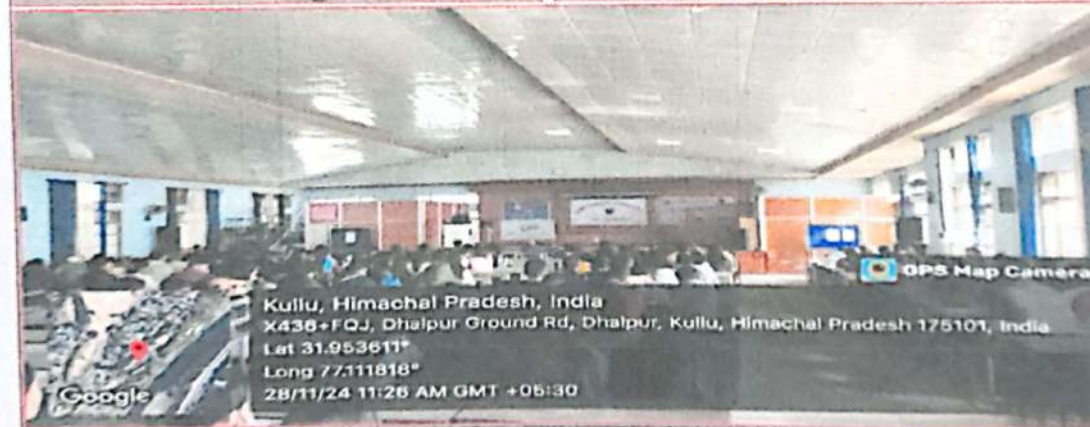 GPS Map Camera
Kullu, Himachal Pradesh, India
X436+FQJ, Dhalpur Ground Rd, Dhalpur, Kullu, Himachal Pradesh 175101, India
Lat 31.953611°
Long 77.111818°
28/11/24 11:26 AM GMT +05:30
Google